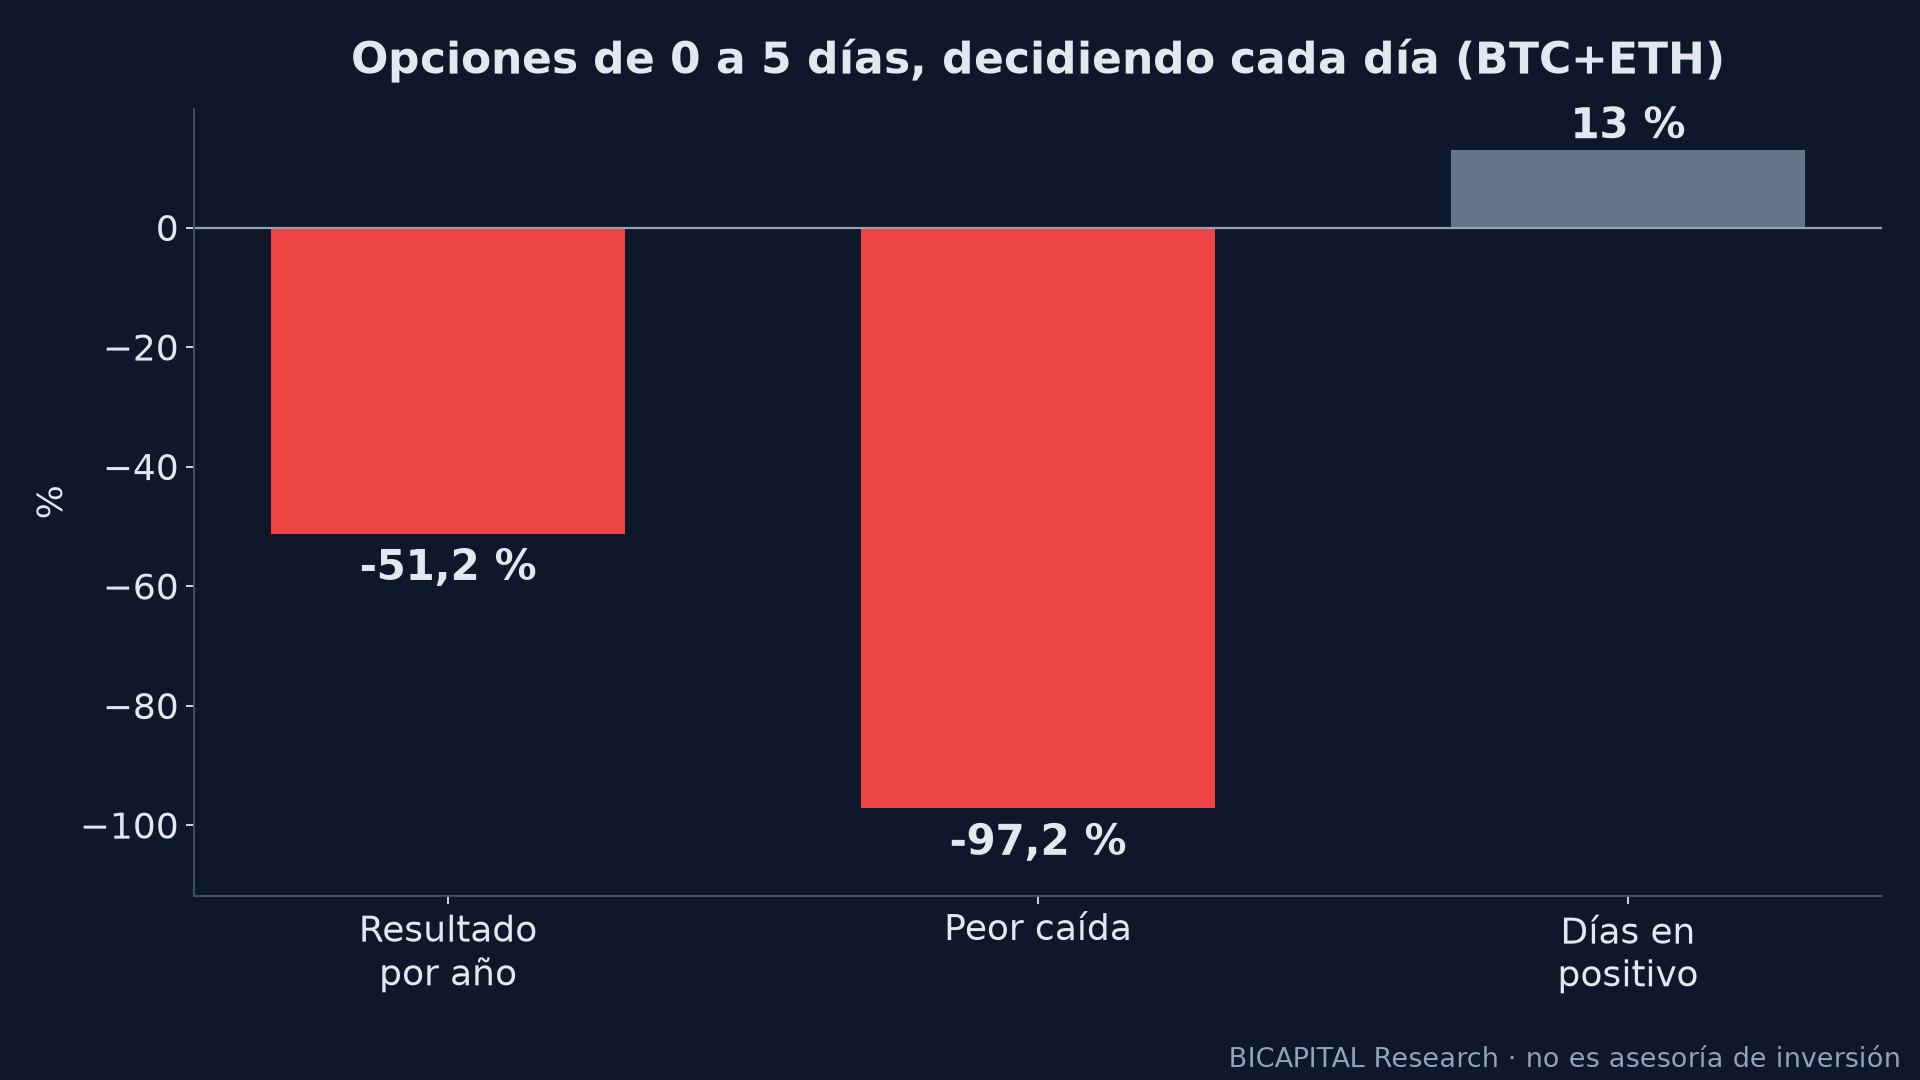 Opciones de 0 a 5 días, decidiendo cada día (BTC+ETH)
13 %
0
−20
−40
%
-51,2 %
−60
−80
−100
-97,2 %
Resultado
por año
Peor caída
Días en
positivo
BICAPITAL Research · no es asesoría de inversión